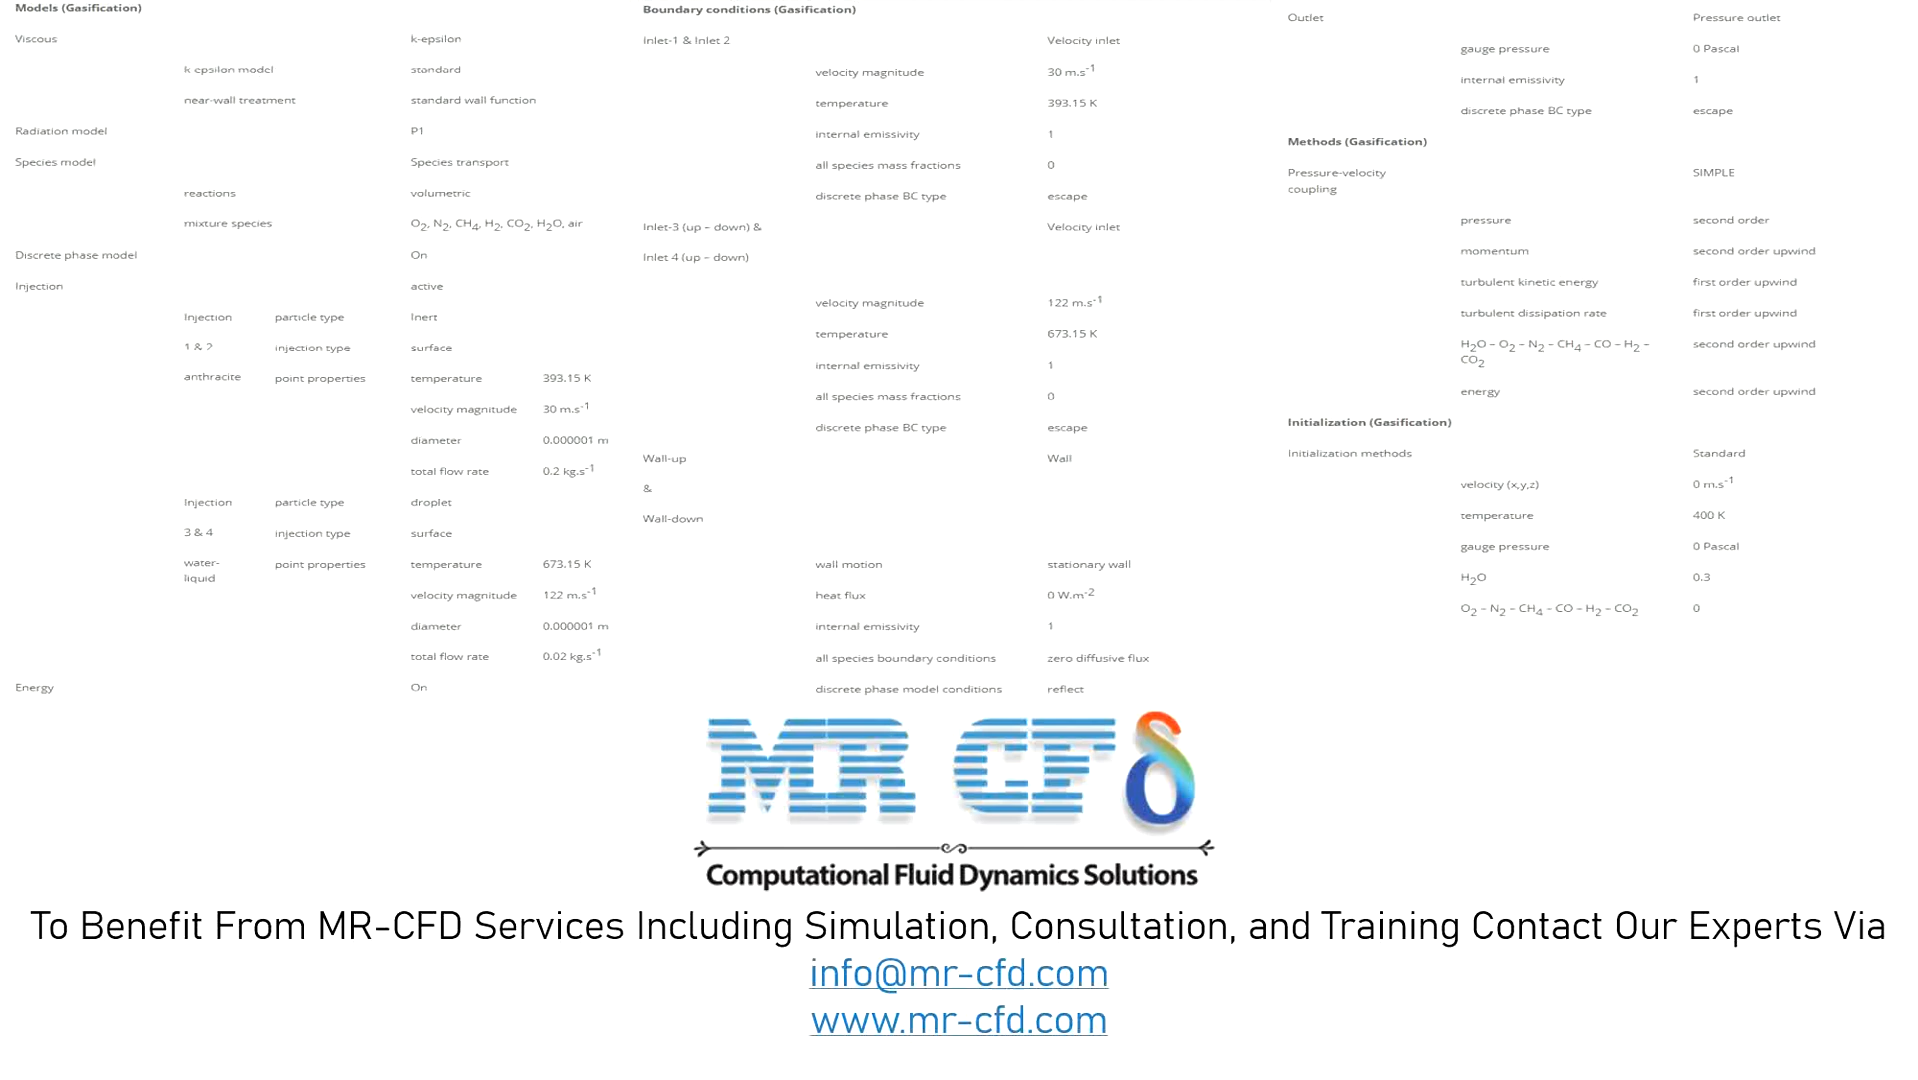 Models (Gasification)
Viscous k-epsilon
k-epsilon model standard
near-wall treatment standard wall function
Radiation model P1
Species model Species transport
reactions volumetric
mixture species O2, N2, CH4, H2, CO2, H2O, air
Discrete phase model On
Injection active
Injection particle type Inert
1 & 2 injection type surface
anthracite point properties temperature 393.15 K
velocity magnitude 30 m.s-1
diameter 0.000001 m
total flow rate 0.2 kg.s-1
Injection particle type droplet
3 & 4 injection type surface
water- point properties temperature 673.15 K
liquid
velocity magnitude 122 m.s-1
diameter 0.000001 m
total flow rate 0.02 kg.s-1
Energy On
Boundary conditions (Gasification)
Inlet-1 & Inlet 2 Velocity inlet
velocity magnitude 30 m.s-1
temperature 393.15 K
internal emissivity 1
all species mass fractions 0
discrete phase BC type escape
Inlet-3 (up – down) & Velocity inlet
Inlet 4 (up – down)
velocity magnitude 122 m.s-1
temperature 673.15 K
internal emissivity 1
all species mass fractions 0
discrete phase BC type escape
Wall-up Wall
&
Wall-down
wall motion stationary wall
heat flux 0 W.m-2
internal emissivity 1
all species boundary conditions zero diffusive flux
discrete phase model conditions reflect
Outlet Pressure outlet
gauge pressure 0 Pascal
internal emissivity 1
discrete phase BC type escape
Methods (Gasification)
Pressure-velocity SIMPLE
coupling
pressure second order
momentum second order upwind
turbulent kinetic energy first order upwind
turbulent dissipation rate first order upwind
H2O – O2 – N2 – CH4 – CO – H2 – second order upwind
CO2
energy second order upwind
Initialization (Gasification)
Initialization methods Standard
velocity (x,y,z) 0 m.s-1
temperature 400 K
gauge pressure 0 Pascal
H2O 0.3
O2 – N2 – CH4 – CO – H2 – CO2 0
MR CFδ
Computational Fluid Dynamics Solutions
To Benefit From MR-CFD Services Including Simulation, Consultation, and Training Contact Our Experts Via
info@mr-cfd.com
www.mr-cfd.com